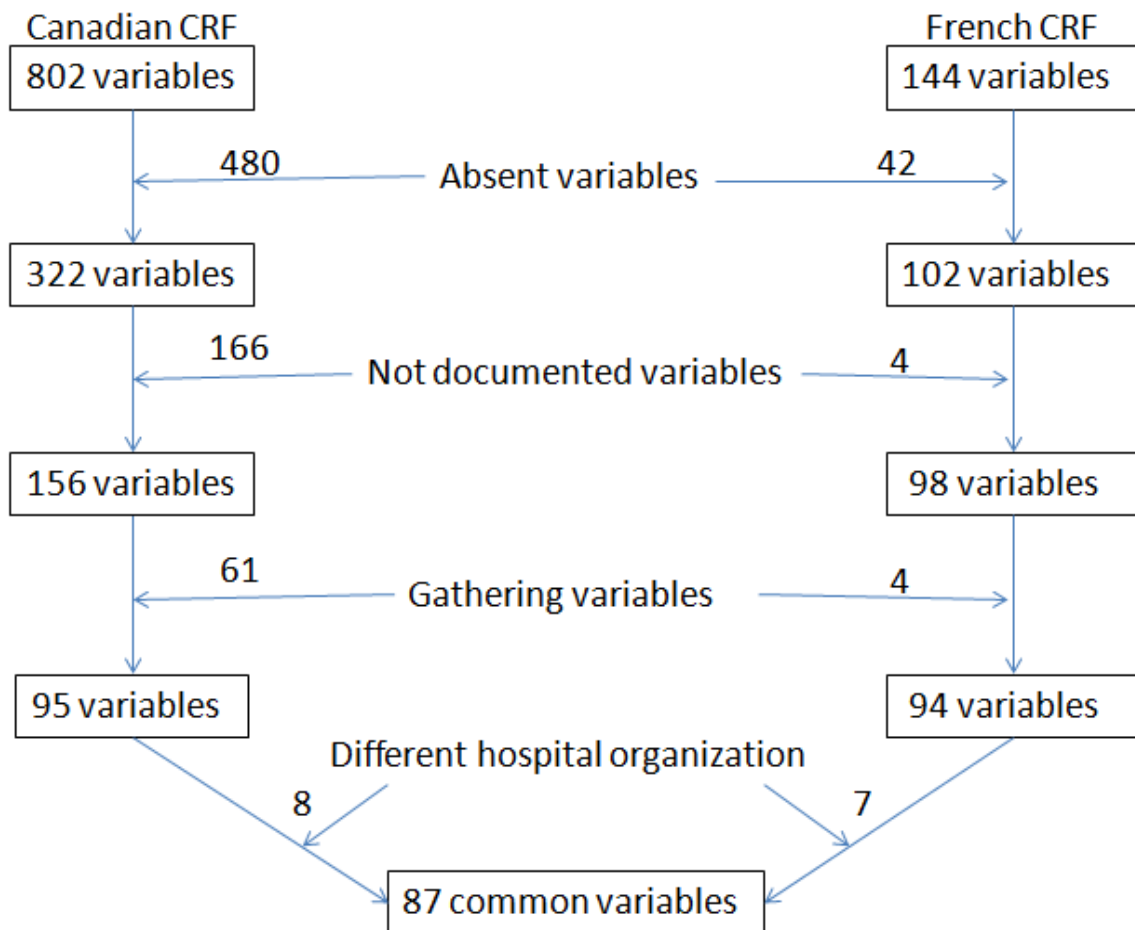 Canadian CRF
French CRF
802 variables
144 variables
480
Absent variables
42
322 variables
102 variables
166
Not documented variables
4
156 variables
98 variables
61
Gathering variables
4
95 variables
94 variables
Different hospital organization
8
7
87 common variables